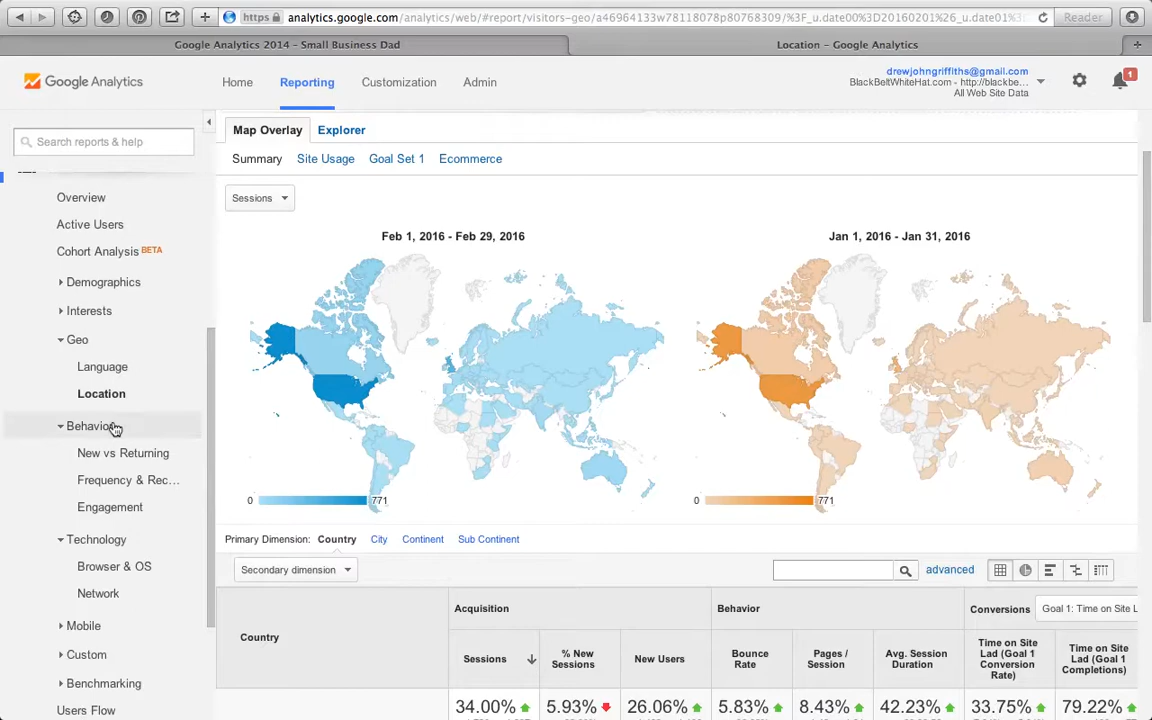 https analytics.google.com/analytics/web/#report/visitors-geo/a46964133w78118078p80768309/%3F_u.date00%3D20160201%26_u.date01%3
Reader
Google Analytics 2014 - Small Business Dad
Location – Google Analytics
Google Analytics
Home
Reporting
Customization
Admin
drewjohngriffiths@gmail.com
BlackBeltWhiteHat.com - http://blackbe...
All Web Site Data
1
Search reports & help
Overview
Active Users
Cohort Analysis BETA
Demographics
Interests
Geo
Language
Location
Behavior
New vs Returning
Frequency & Rec...
Engagement
Technology
Browser & OS
Network
Mobile
Custom
Benchmarking
Users Flow
Map Overlay
Explorer
Summary
Site Usage
Goal Set 1
Ecommerce
Sessions
Feb 1, 2016 - Feb 29, 2016
Jan 1, 2016 - Jan 31, 2016
0
771
0
771
Primary Dimension:
Country
City
Continent
Sub Continent
Secondary dimension
advanced
Country
Acquisition
Behavior
Conversions
Goal 1: Time on Site L
Sessions
% New
Sessions
New Users
Bounce
Rate
Pages /
Session
Avg. Session
Duration
Time on Site
Lad (Goal 1
Conversion
Rate)
Time on Site
Lad (Goal 1
Completions)
34.00%
5.93%
26.06%
5.83%
8.43%
42.23%
33.75%
79.22%